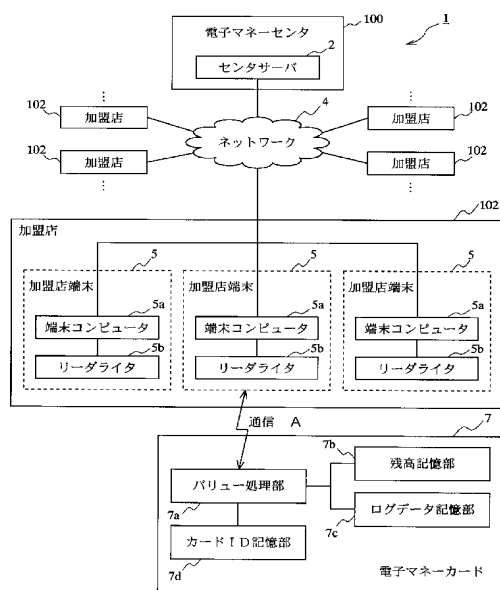 1
100
電子マネーセンタ
2
センタサーバ
4
102
加盟店
102
加盟店
ネットワーク
102
加盟店
102
加盟店
102
加盟店
5
加盟店端末
5a
端末コンピュータ
5b
リーダライタ
5
加盟店端末
5a
端末コンピュータ
5b
リーダライタ
5
加盟店端末
5a
端末コンピュータ
5b
リーダライタ
通信 A
7
バリュー処理部
7a
7b
残高記憶部
ログデータ記憶部
7c
カードID記憶部
7d
電子マネーカード